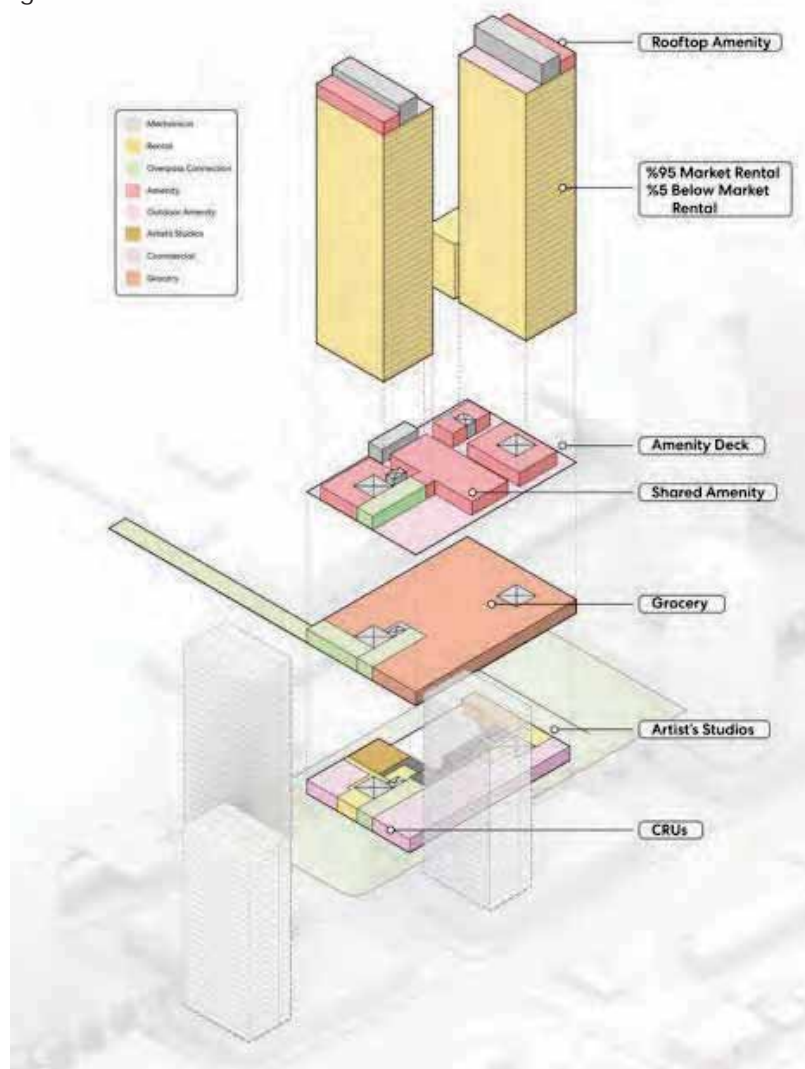 Rooftop Amenity
Mechanical
Rental
Overpass Connection
Amenity
Outdoor Amenity
Artist's Studios
Commercial
Grocery
%95 Market Rental
%5 Below Market
Rental
Amenity Deck
Shared Amenity
Grocery
Artist's Studios
CRUs